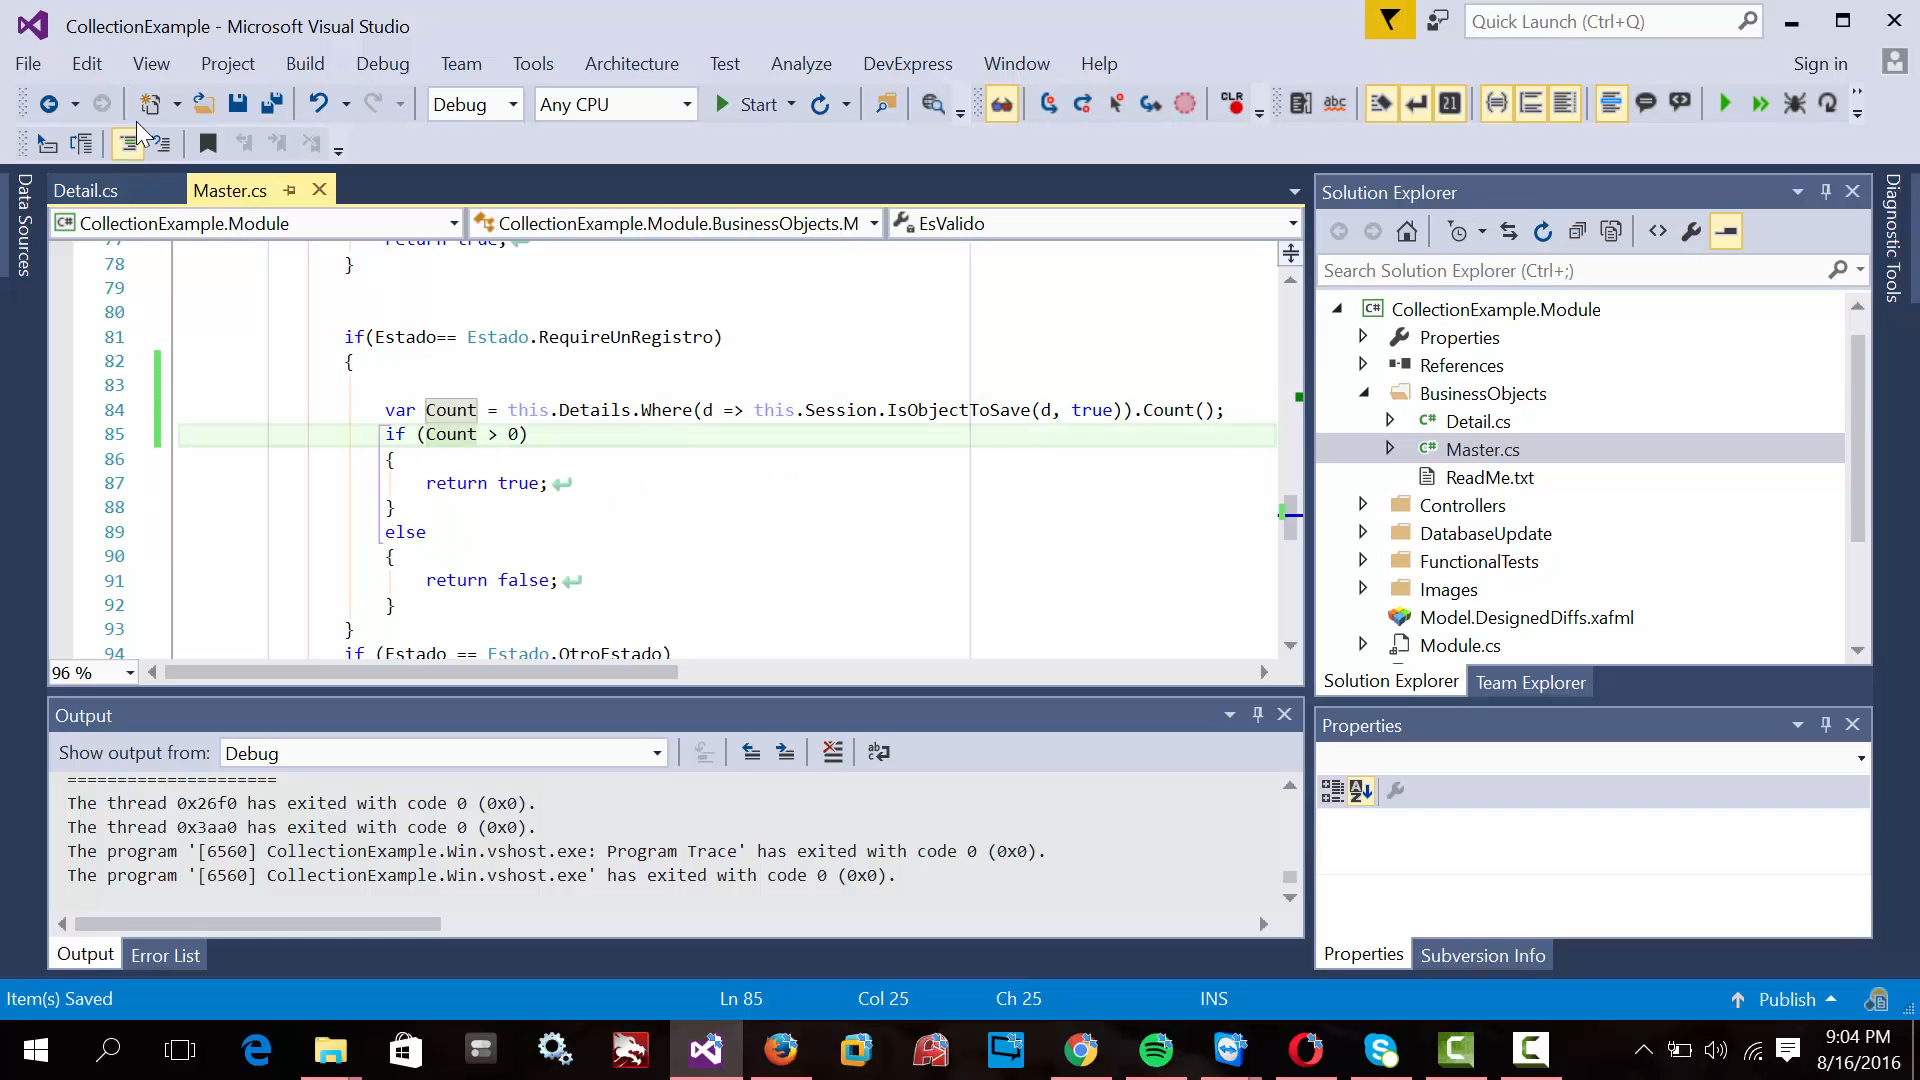 CollectionExample - Microsoft Visual Studio
Quick Launch (Ctrl+Q)
File Edit View Project Build Debug Team Tools Architecture Test Analyze DevExpress Window Help
Sign in
Debug Any CPU Start
CLR
21
abc
Data Sources
Detail.cs Master.cs
CollectionExample.Module CollectionExample.Module.BusinessObjects.M EsValido
return true;
78 }
79
80
81 if(Estado== Estado.RequireUnRegistro)
82 {
83
84 var Count = this.Details.Where(d => this.Session.IsObjectToSave(d, true)).Count();
85 if (Count > 0)
86 {
87 return true;
88 }
89 else
90 {
91 return false;
92 }
93 }
94 if (Estado == Estado.OtroEstado)
96 %
Output
Show output from: Debug
=====================
The thread 0x26f0 has exited with code 0 (0x0).
The thread 0x3aa0 has exited with code 0 (0x0).
The program '[6560] CollectionExample.Win.vshost.exe: Program Trace' has exited with code 0 (0x0).
The program '[6560] CollectionExample.Win.vshost.exe' has exited with code 0 (0x0).
Output Error List
Solution Explorer
Search Solution Explorer (Ctrl+;)
CollectionExample.Module
Properties
References
BusinessObjects
Detail.cs
Master.cs
ReadMe.txt
Controllers
DatabaseUpdate
FunctionalTests
Images
Model.DesignedDiffs.xafml
Module.cs
Solution Explorer Team Explorer
Properties
Properties Subversion Info
Diagnostic Tools
Item(s) Saved Ln 85 Col 25 Ch 25 INS Publish
9:04 PM
8/16/2016